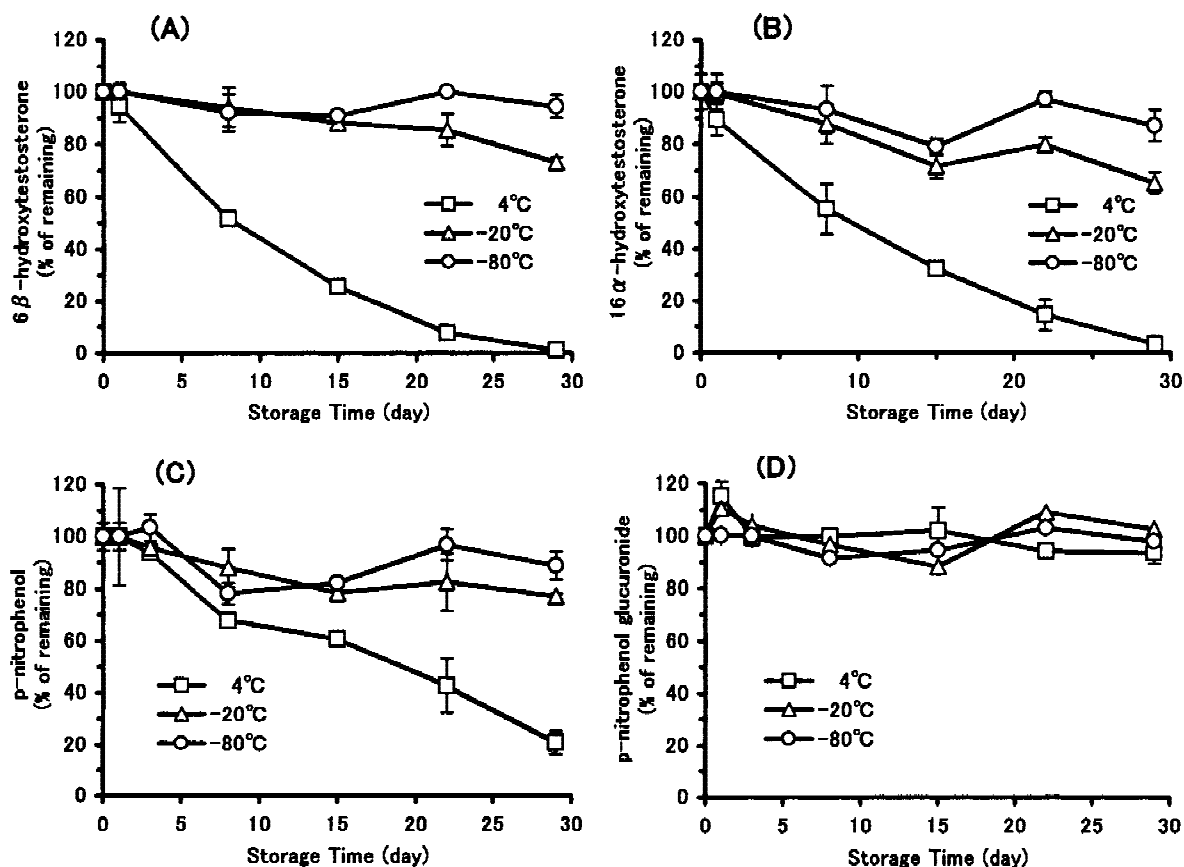 (A)
120
100
80
60
40
20
0
6β-hydroxytestosterone
(% of remaining)
4℃
-20℃
-80℃
0 5 10 15 20 25 30
Storage Time (day)
(B)
120
100
80
60
40
20
0
16α-hydroxytestosterone
(% of remaining)
4℃
-20℃
-80℃
0 10 20 30
Storage Time (day)
(C)
120
100
80
60
40
20
0
p-nitrophenol
(% of remaining)
4℃
-20℃
-80℃
0 5 10 15 20 25 30
Storage Time (day)
(D)
120
100
80
60
40
20
0
p-nitrophenol glucuronide
(% of remaining)
4℃
-20℃
-80℃
0 5 10 15 20 25 30
Storage Time (day)